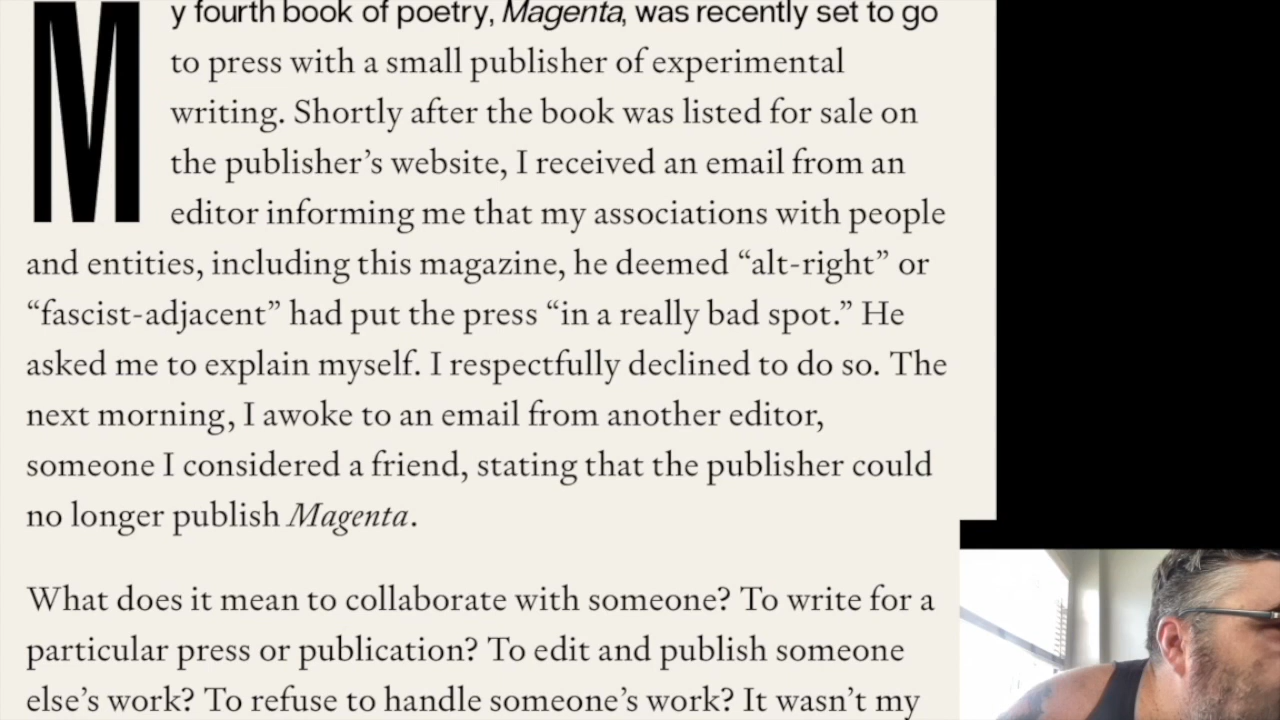 My fourth book of poetry, Magenta, was recently set to go
to press with a small publisher of experimental
writing. Shortly after the book was listed for sale on
the publisher’s website, I received an email from an
editor informing me that my associations with people
and entities, including this magazine, he deemed “alt-right” or
“fascist-adjacent” had put the press “in a really bad spot.” He
asked me to explain myself. I respectfully declined to do so. The
next morning, I awoke to an email from another editor,
someone I considered a friend, stating that the publisher could
no longer publish Magenta.
What does it mean to collaborate with someone? To write for a
particular press or publication? To edit and publish someone
else’s work? To refuse to handle someone’s work? It wasn’t my